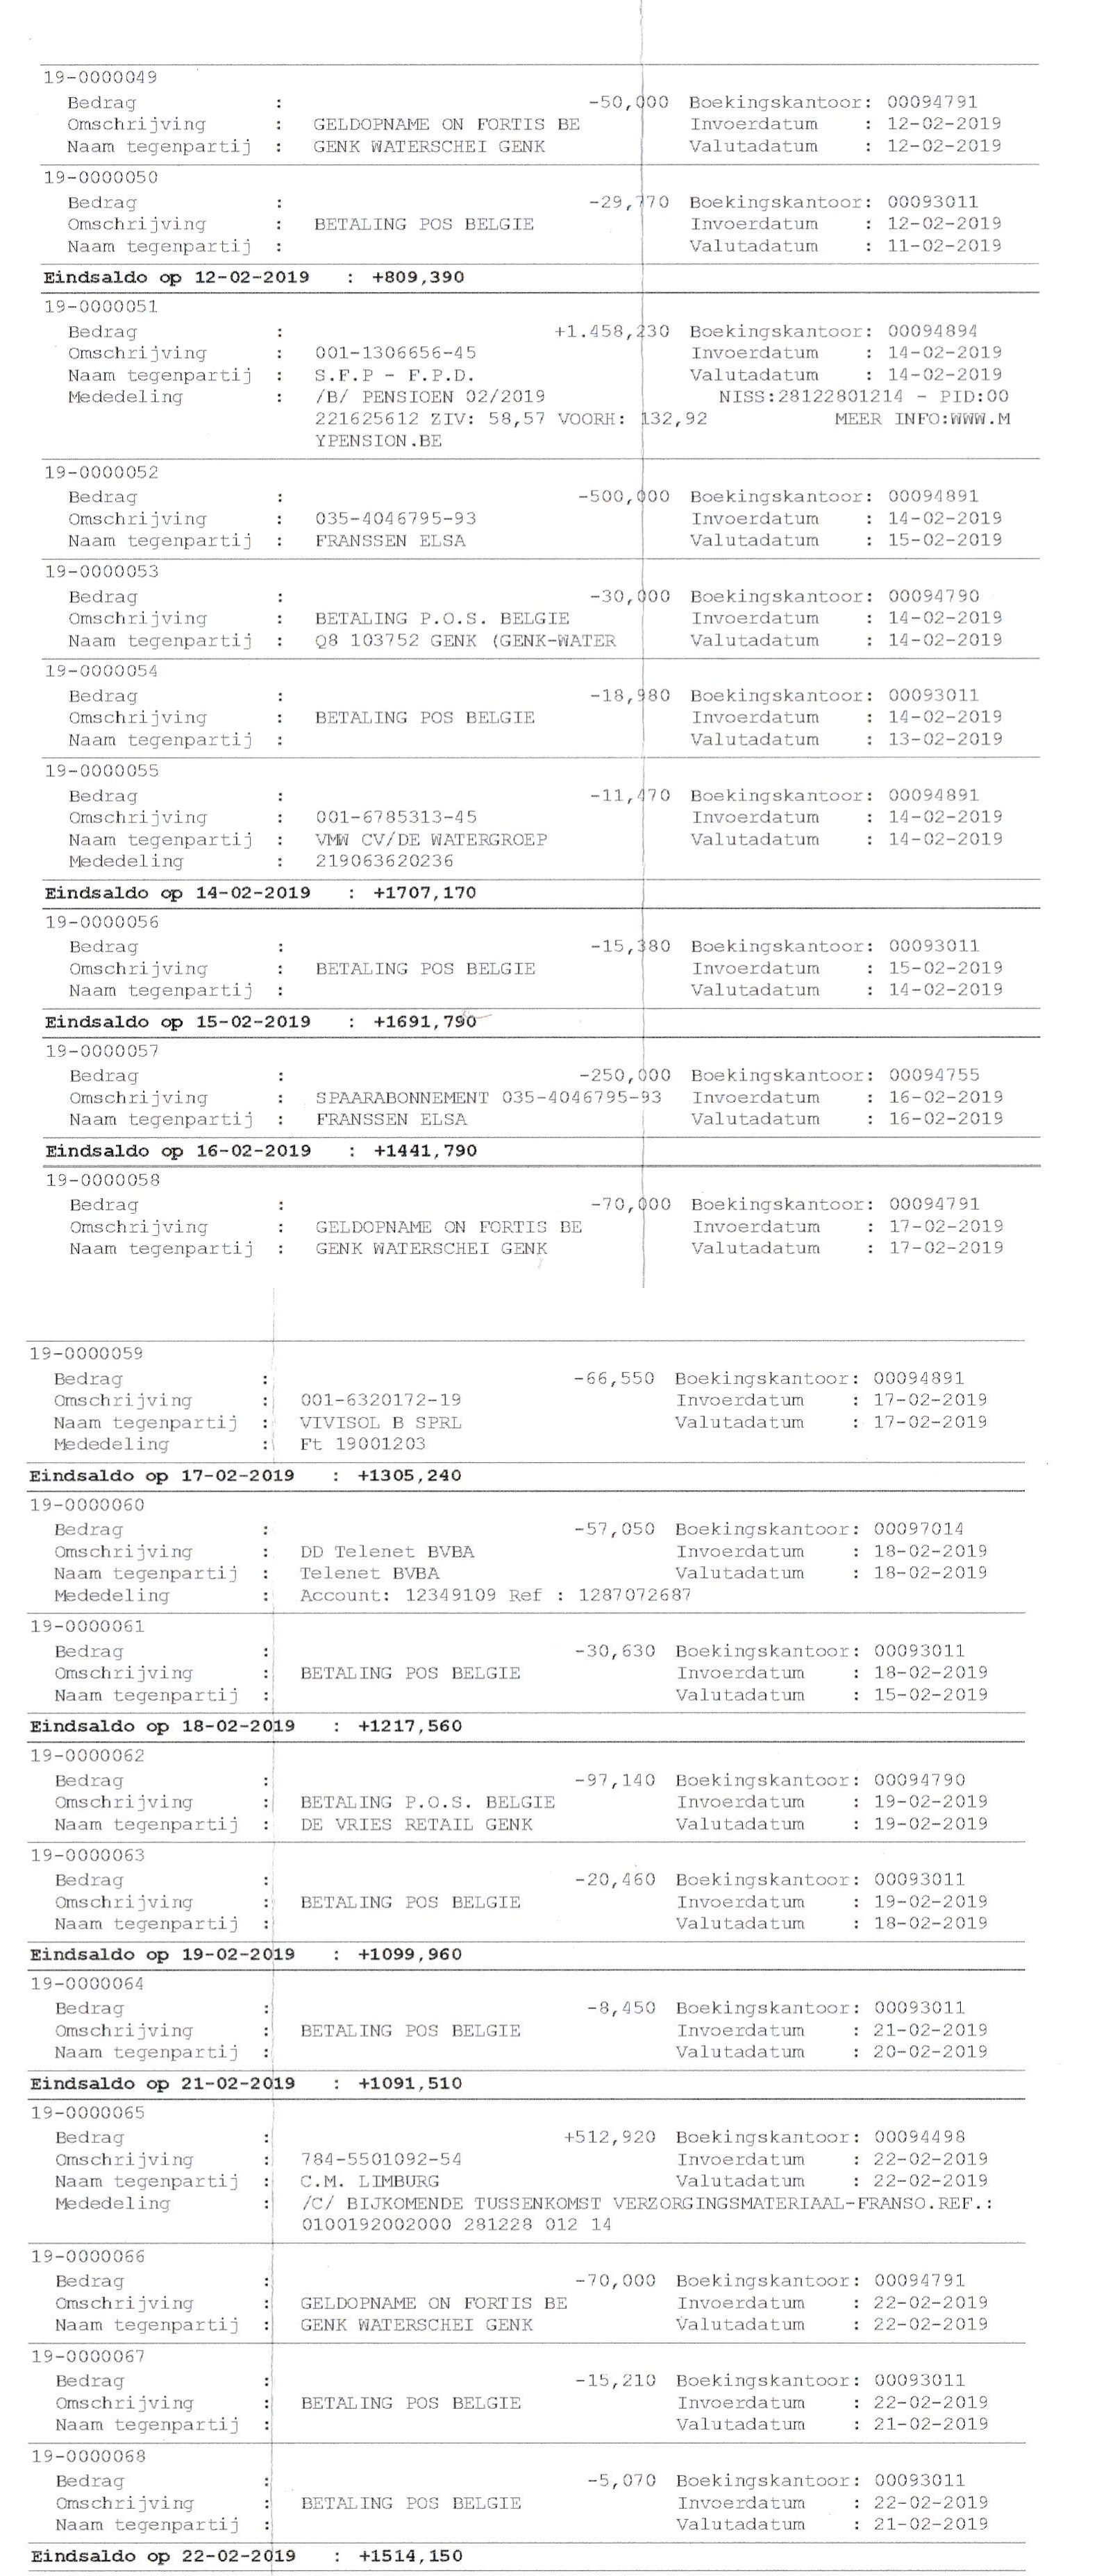 19-0000049
Bedrag : -50,000 Boekingskantoor: 00094791
Omschrijving : GELDOPNAME ON FORTIS BE Invoerdatum : 12-02-2019
Naam tegenpartij : GENK WATERSCHEI GENK Valutadatum : 12-02-2019
19-0000050
Bedrag : -29,770 Boekingskantoor: 00093011
Omschrijving : BETALING POS BELGIE Invoerdatum : 12-02-2019
Naam tegenpartij : Valutadatum : 11-02-2019
Eindsaldo op 12-02-2019 : +809,390
19-0000051
Bedrag : +1.458,230 Boekingskantoor: 00094894
Omschrijving : 001-1306656-45 Invoerdatum : 14-02-2019
Naam tegenpartij : S.F.P - F.P.D. Valutadatum : 14-02-2019
Mededeling : /B/ PENSIOEN 02/2019 NISS:28122801214 - PID:00
221625612 ZIV: 58,57 VOORH: 132,92 MEER INFO:WWW.M
YPENSION.BE
19-0000052
Bedrag : -500,000 Boekingskantoor: 00094891
Omschrijving : 035-4046795-93 Invoerdatum : 14-02-2019
Naam tegenpartij : FRANSSEN ELSA Valutadatum : 15-02-2019
19-0000053
Bedrag : -30,000 Boekingskantoor: 00094790
Omschrijving : BETALING P.O.S. BELGIE Invoerdatum : 14-02-2019
Naam tegenpartij : Q8 103752 GENK (GENK-WATER Valutadatum : 14-02-2019
19-0000054
Bedrag : -18,980 Boekingskantoor: 00093011
Omschrijving : BETALING POS BELGIE Invoerdatum : 14-02-2019
Naam tegenpartij : Valutadatum : 13-02-2019
19-0000055
Bedrag : -11,470 Boekingskantoor: 00094891
Omschrijving : 001-6785313-45 Invoerdatum : 14-02-2019
Naam tegenpartij : VMW CV/DE WATERGROEP Valutadatum : 14-02-2019
Mededeling : 219063620236
Eindsaldo op 14-02-2019 : +1707,170
19-0000056
Bedrag : -15,380 Boekingskantoor: 00093011
Omschrijving : BETALING POS BELGIE Invoerdatum : 15-02-2019
Naam tegenpartij : Valutadatum : 14-02-2019
Eindsaldo op 15-02-2019 : +1691,790
19-0000057
Bedrag : -250,000 Boekingskantoor: 00094755
Omschrijving : SPAARABONNEMENT 035-4046795-93 Invoerdatum : 16-02-2019
Naam tegenpartij : FRANSSEN ELSA Valutadatum : 16-02-2019
Eindsaldo op 16-02-2019 : +1441,790
19-0000058
Bedrag : -70,000 Boekingskantoor: 00094791
Omschrijving : GELDOPNAME ON FORTIS BE Invoerdatum : 17-02-2019
Naam tegenpartij : GENK WATERSCHEI GENK Valutadatum : 17-02-2019
19-0000059
Bedrag : -66,550 Boekingskantoor: 00094891
Omschrijving : 001-6320172-19 Invoerdatum : 17-02-2019
Naam tegenpartij : VIVISOL B SPRL Valutadatum : 17-02-2019
Mededeling : Ft 19001203
Eindsaldo op 17-02-2019 : +1305,240
19-0000060
Bedrag : -57,050 Boekingskantoor: 00097014
Omschrijving : DD Telenet BVBA Invoerdatum : 18-02-2019
Naam tegenpartij : Telenet BVBA Valutadatum : 18-02-2019
Mededeling : Account: 12349109 Ref : 1287072687
19-0000061
Bedrag : -30,630 Boekingskantoor: 00093011
Omschrijving : BETALING POS BELGIE Invoerdatum : 18-02-2019
Naam tegenpartij : Valutadatum : 15-02-2019
Eindsaldo op 18-02-2019 : +1217,560
19-0000062
Bedrag : -97,140 Boekingskantoor: 00094790
Omschrijving : BETALING P.O.S. BELGIE Invoerdatum : 19-02-2019
Naam tegenpartij : DE VRIES RETAIL GENK Valutadatum : 19-02-2019
19-0000063
Bedrag : -20,460 Boekingskantoor: 00093011
Omschrijving : BETALING POS BELGIE Invoerdatum : 19-02-2019
Naam tegenpartij : Valutadatum : 18-02-2019
Eindsaldo op 19-02-2019 : +1099,960
19-0000064
Bedrag : -8,450 Boekingskantoor: 00093011
Omschrijving : BETALING POS BELGIE Invoerdatum : 21-02-2019
Naam tegenpartij : Valutadatum : 20-02-2019
Eindsaldo op 21-02-2019 : +1091,510
19-0000065
Bedrag : +512,920 Boekingskantoor: 00094498
Omschrijving : 784-5501092-54 Invoerdatum : 22-02-2019
Naam tegenpartij : C.M. LIMBURG Valutadatum : 22-02-2019
Mededeling : /C/ BIJKOMENDE TUSSENKOMST VERZORGINGSMATERIAAL-FRANSO.REF.:
0100192002000 281228 012 14
19-0000066
Bedrag : -70,000 Boekingskantoor: 00094791
Omschrijving : GELDOPNAME ON FORTIS BE Invoerdatum : 22-02-2019
Naam tegenpartij : GENK WATERSCHEI GENK Valutadatum : 22-02-2019
19-0000067
Bedrag : -15,210 Boekingskantoor: 00093011
Omschrijving : BETALING POS BELGIE Invoerdatum : 22-02-2019
Naam tegenpartij : Valutadatum : 21-02-2019
19-0000068
Bedrag : -5,070 Boekingskantoor: 00093011
Omschrijving : BETALING POS BELGIE Invoerdatum : 22-02-2019
Naam tegenpartij : Valutadatum : 21-02-2019
Eindsaldo op 22-02-2019 : +1514,150